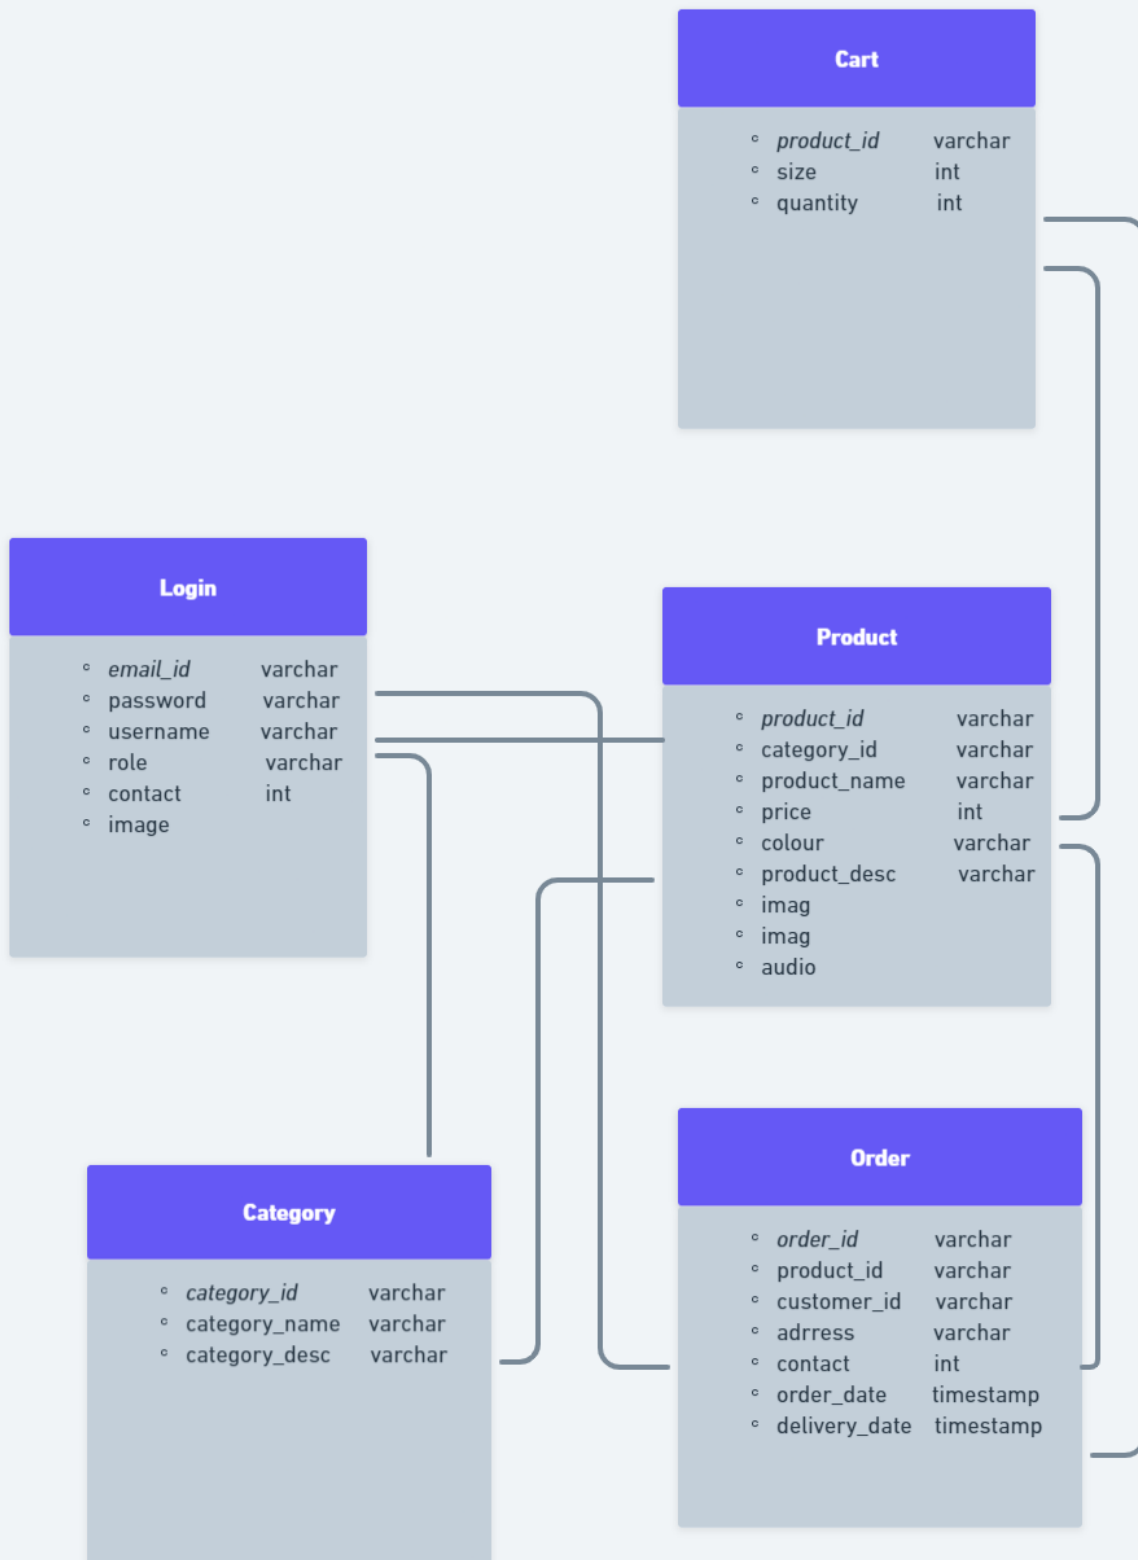 Cart
product_id varchar
size int
quantity int
Login
email_id varchar
password varchar
username varchar
role varchar
contact int
image
Product
product_id varchar
category_id varchar
product_name varchar
price int
colour varchar
product_desc varchar
imag
imag
audio
Category
category_id varchar
category_name varchar
category_desc varchar
Order
order_id varchar
product_id varchar
customer_id varchar
adrress varchar
contact int
order_date timestamp
delivery_date timestamp